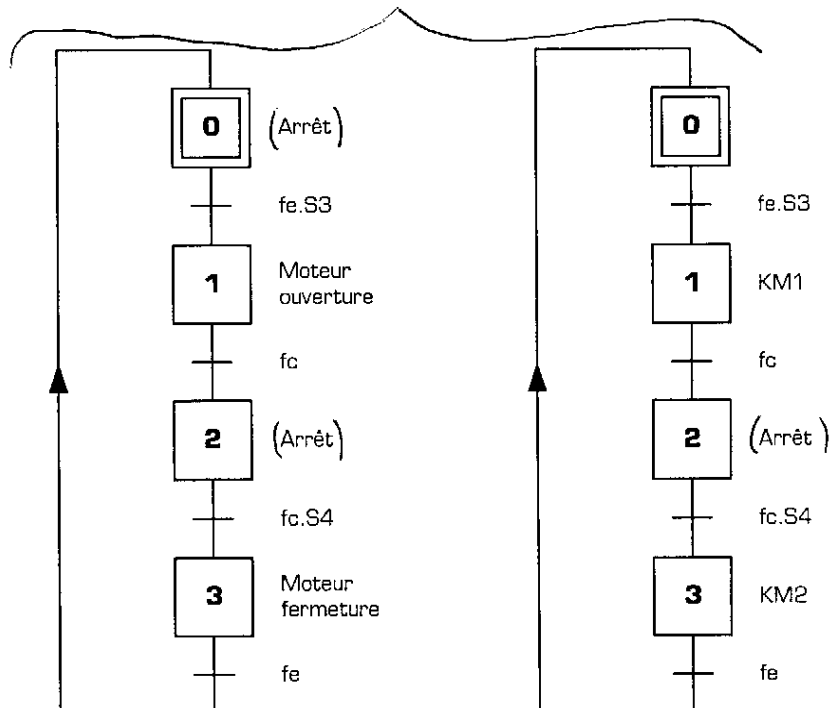 0 (Arrêt)
fe.S3
1 Moteur
ouverture
fc
2 (Arrêt)
fc.S4
3 Moteur
fermeture
fe
0
fe.S3
1 KM1
fc
2 (Arrêt)
fc.S4
3 KM2
fe